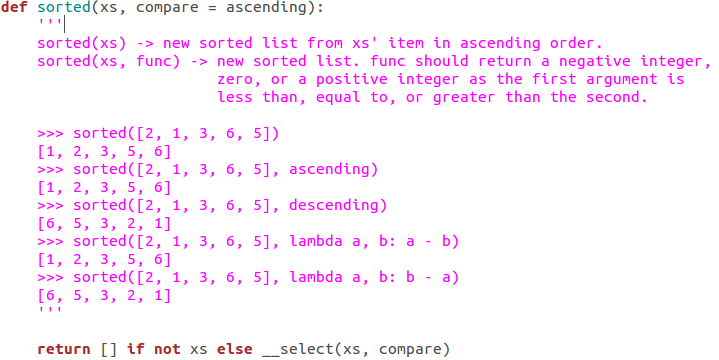 def sorted(xs, compare = ascending):
    '''
    sorted(xs) -> new sorted list from xs' item in ascending order.
    sorted(xs, func) -> new sorted list. func should return a negative integer,
                        zero, or a positive integer as the first argument is
                        less than, equal to, or greater than the second.

    >>> sorted([2, 1, 3, 6, 5])
    [1, 2, 3, 5, 6]
    >>> sorted([2, 1, 3, 6, 5], ascending)
    [1, 2, 3, 5, 6]
    >>> sorted([2, 1, 3, 6, 5], descending)
    [6, 5, 3, 2, 1]
    >>> sorted([2, 1, 3, 6, 5], lambda a, b: a - b)
    [1, 2, 3, 5, 6]
    >>> sorted([2, 1, 3, 6, 5], lambda a, b: b - a)
    [6, 5, 3, 2, 1]
    '''

    return [] if not xs else __select(xs, compare)